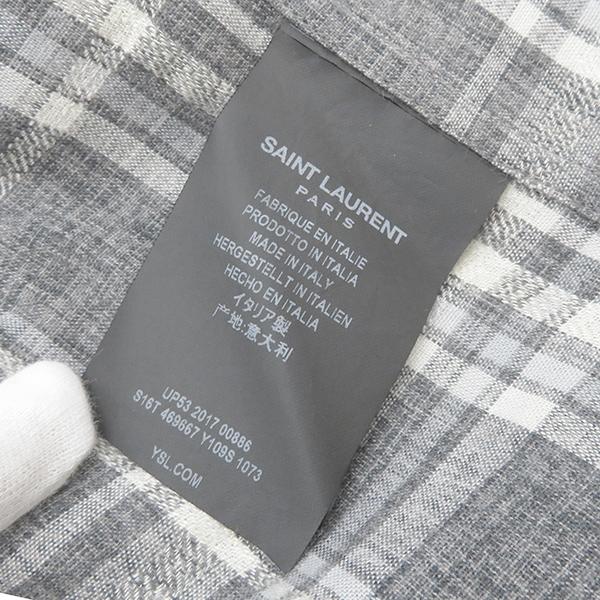 SAINT LAURENT
PARIS
FABRIQUE EN ITALIE
PRODOTTO IN ITALIA
MADE IN ITALY
HERGESTELLT IN ITALIEN
HECHO EN ITALIA
イタリア製
产地:意大利
UP53 2017 00886
S16T 469667 Y109S 1073
YSL.COM